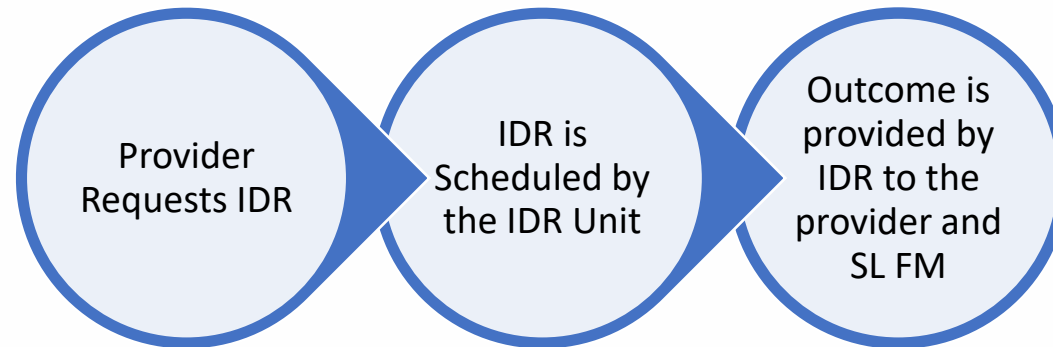 Provider
Requests IDR
IDR is
Scheduled by
the IDR Unit
Outcome is
provided by
IDR to the
provider and
SL FM